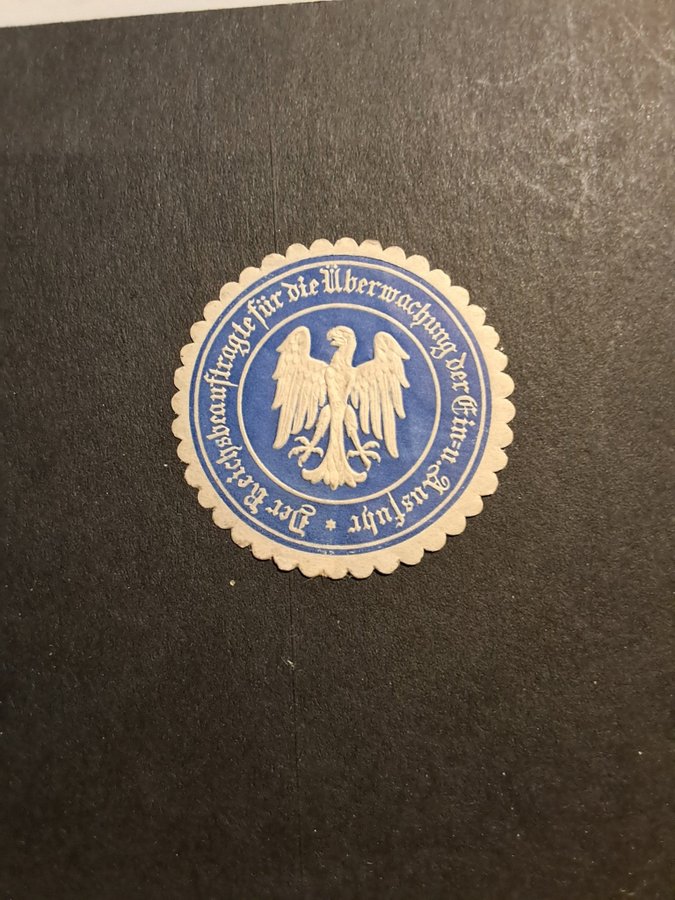 Der Reichsbeauftragte für die Überwachung der Ein=u. Ausfuhr *